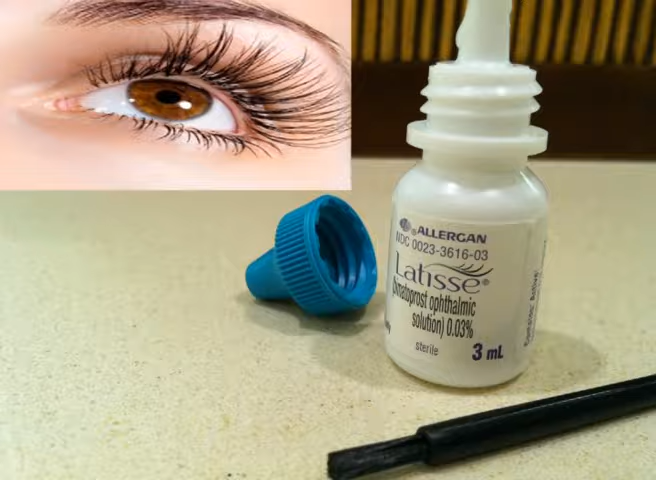 ALLERGAN
NDC 0023-3616-03
Latisse®
(bimatoprost ophthalmic
solution) 0.03%
sterile
3 mL